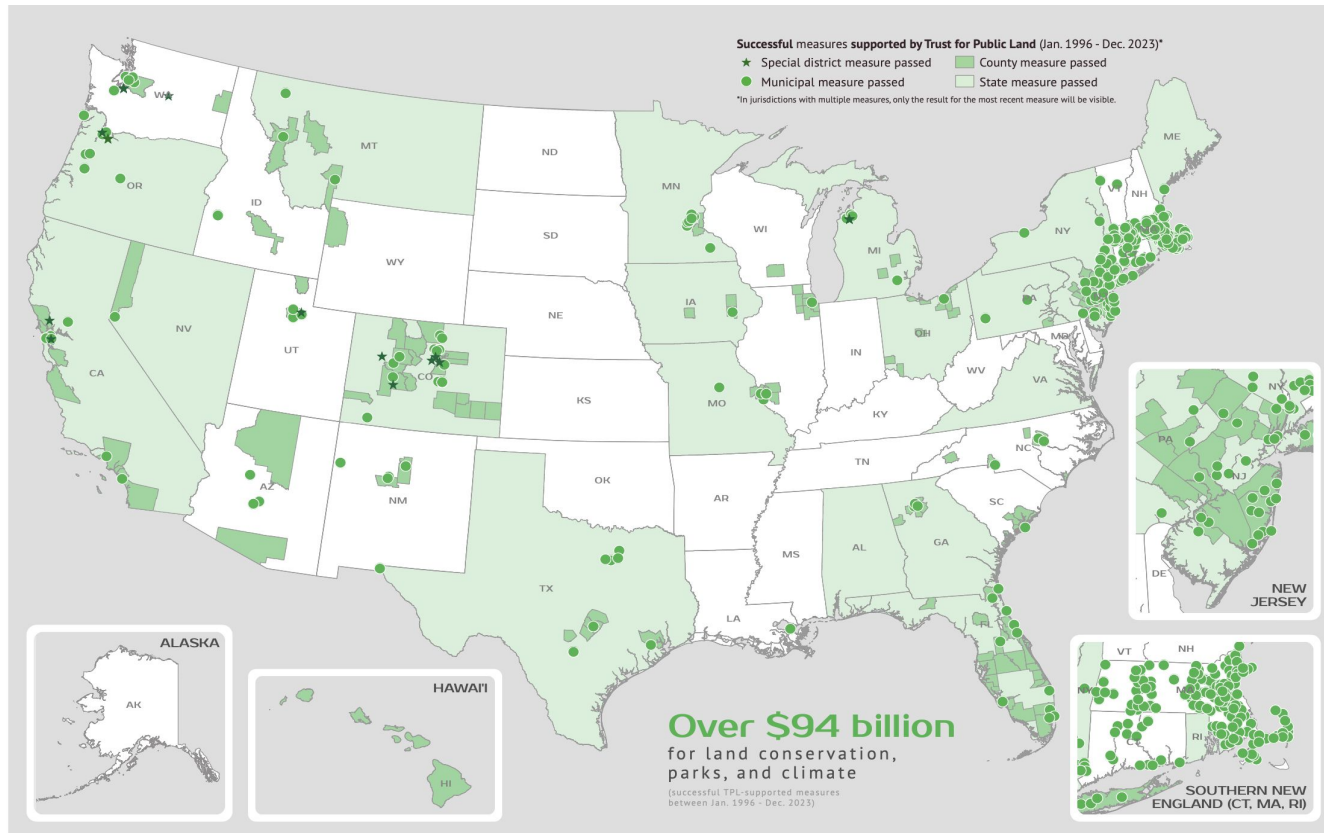 Successful measures supported by Trust for Public Land (Jan. 1996 - Dec. 2023)*
Special district measure passed
County measure passed
Municipal measure passed
State measure passed
*In jurisdictions with multiple measures, only the result for the most recent measure will be visible.
ME
MT
ND
MN
VT
NH
OR
ID
SD
WI
NY
MI
WY
IA
PA
NE
NV
OH
UT
IN
CO
WV
CA
VA
KS
MO
KY
NC
TN
OK
AZ
NM
AR
SC
MS
AL
GA
TX
LA
FL
NY
PA
NJ
DE
NEW
JERSEY
ALASKA
AK
HAWAI'I
HI
Over $94 billion
for land conservation,
parks, and climate
(successful TPL-supported measures
between Jan. 1996 - Dec. 2023)
VT
NH
RI
SOUTHERN NEW
ENGLAND (CT, MA, RI)